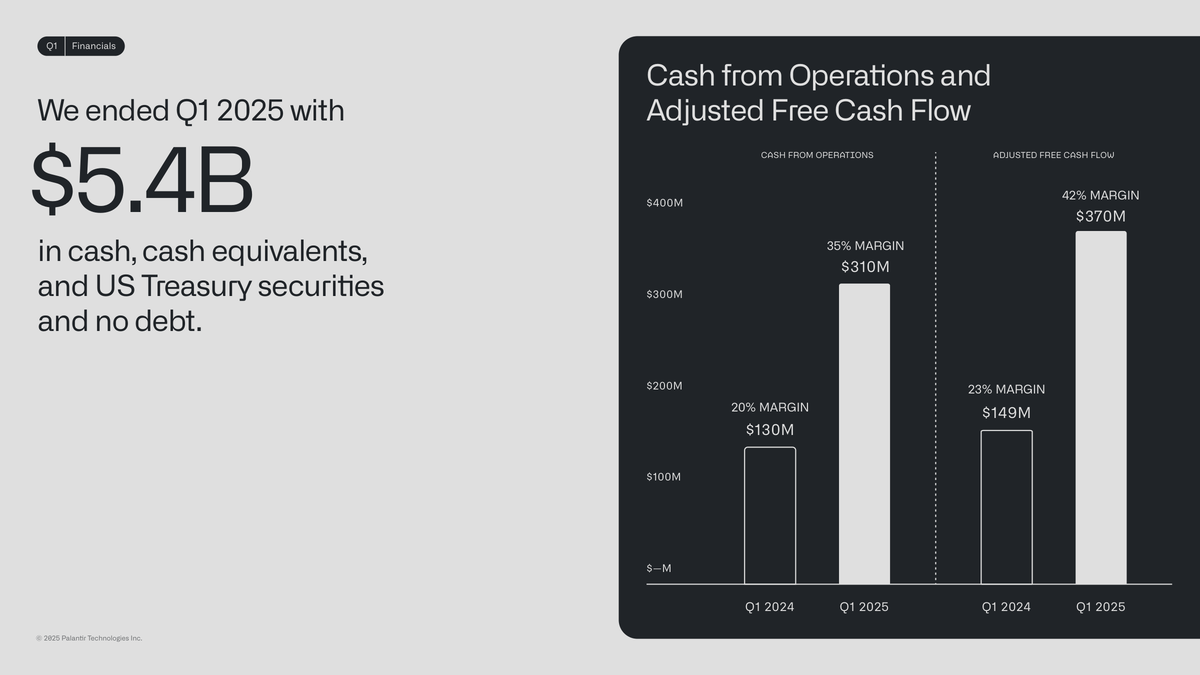 Q1 | Financials
We ended Q1 2025 with
$5.4B
in cash, cash equivalents,
and US Treasury securities
and no debt.
© 2025 Palantir Technologies Inc.
Cash from Operations and
Adjusted Free Cash Flow
CASH FROM OPERATIONS
ADJUSTED FREE CASH FLOW
$400M
$300M
$200M
$100M
$—M
20% MARGIN
$130M
35% MARGIN
$310M
23% MARGIN
$149M
42% MARGIN
$370M
Q1 2024
Q1 2025
Q1 2024
Q1 2025